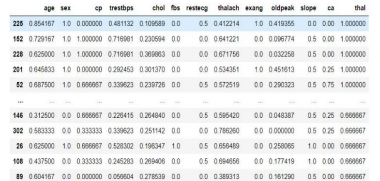 age sex cp trestbps chol fbs restecg thalach exang oldpeak slope ca thal
225 0.854167 1.0 0.000000 0.481132 0.109589 0.0 0.5 0.412214 1.0 0.419355 0.0 0.00 1.000000
152 0.729167 1.0 1.000000 0.716981 0.230594 0.0 0.0 0.641221 0.0 0.096774 0.5 0.00 1.000000
228 0.625000 1.0 1.000000 0.716981 0.369863 0.0 0.0 0.671756 0.0 0.032258 0.5 0.00 1.000000
201 0.645833 1.0 0.000000 0.292453 0.301370 0.0 0.0 0.534351 1.0 0.451613 0.5 0.25 1.000000
52 0.687500 1.0 0.666667 0.339623 0.239726 0.0 0.5 0.572519 0.0 0.290323 0.5 0.75 1.000000
... ... ... ... ... ... ... ... ... ... ... ... ... ...
146 0.312500 0.0 0.666667 0.226415 0.264840 0.0 0.5 0.595420 0.0 0.048387 0.5 0.25 0.666667
302 0.583333 0.0 0.333333 0.339623 0.251142 0.0 0.0 0.786260 0.0 0.000000 0.5 0.25 0.666667
26 0.625000 1.0 0.666667 0.528302 0.196347 1.0 0.5 0.656489 0.0 0.258065 1.0 0.00 0.666667
108 0.437500 0.0 0.333333 0.245283 0.269406 0.0 0.5 0.694656 0.0 0.177419 1.0 0.00 0.666667
89 0.604167 0.0 0.000000 0.056604 0.278539 0.0 0.0 0.389313 0.0 0.161290 0.5 0.00 0.666667